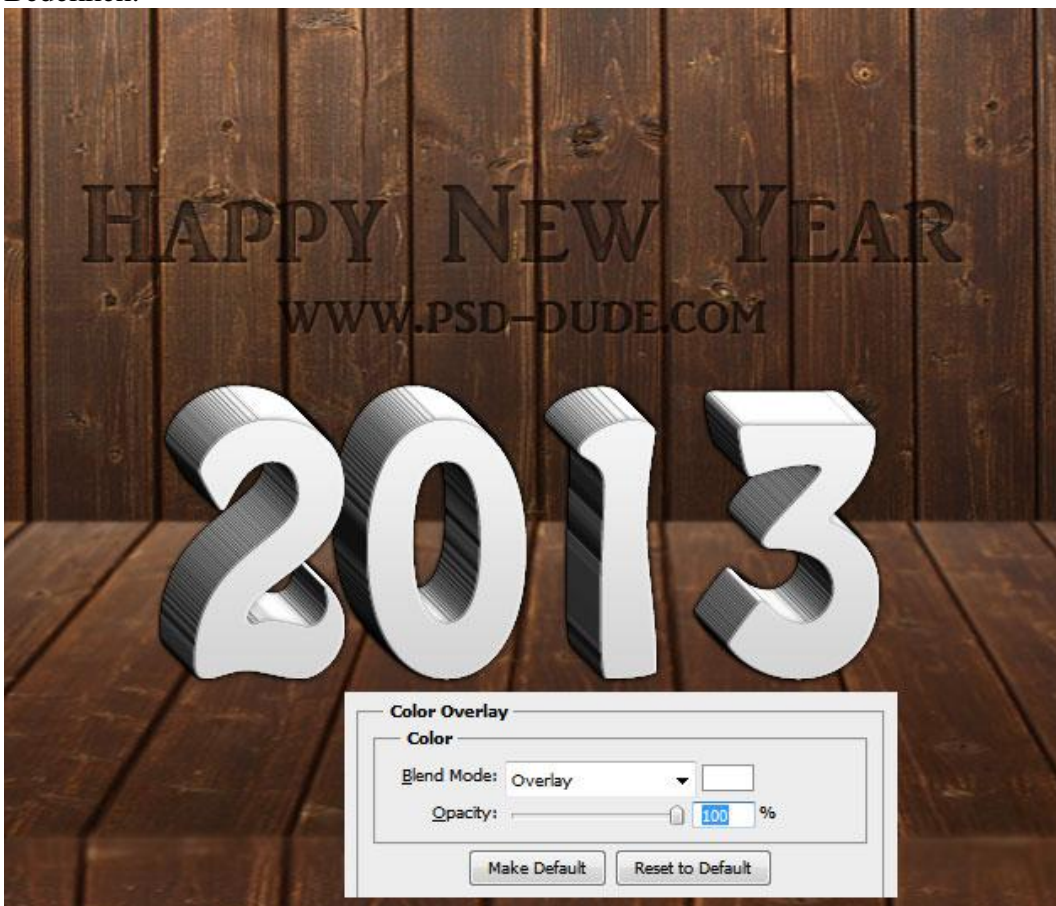 HAPPY NEW YEAR
WWW.PSD-DUDE.COM
2013
Color Overlay
Color
Blend Mode: Overlay
Opacity: 100 %
Make Default Reset to Default